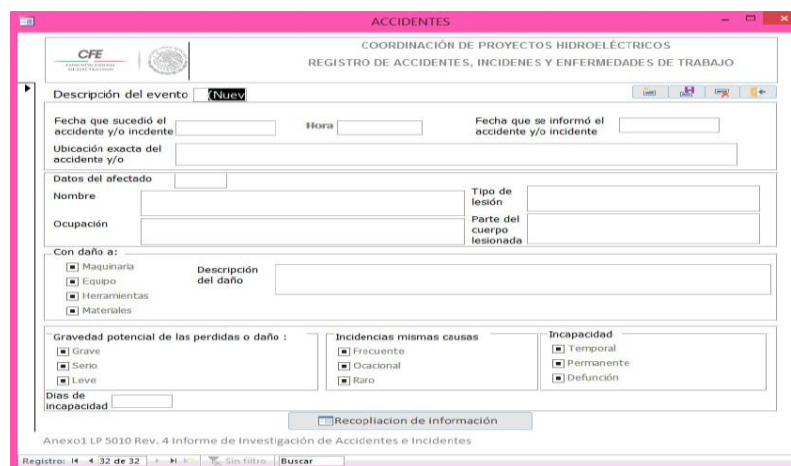 ACCIDENTES
CFE
COORDINACIÓN DE PROYECTOS HIDROELÉCTRICOS
REGISTRO DE ACCIDENTES, INCIDENES Y ENFERMEDADES DE TRABAJO
Descripción del evento (Nuev
Fecha que sucedió el accidente y/o incdente
Hora
Fecha que se informó el accidente y/o incidente
Ubicación exacta del accidente y/o
Datos del afectado
Nombre
Tipo de lesión
Ocupación
Parte del cuerpo lesionada
Con daño a:
Maquinaria
Equipo
Herramientas
Materiales
Descripción del daño
Gravedad potencial de las perdidas o daño :
Grave
Serio
Leve
Incidencias mismas causas
Frecuente
Ocacional
Raro
Incapacidad
Temporal
Permanente
Defunción
Dias de incapacidad
Recopliacion de información
Anexo1 LP 5010 Rev. 4 Informe de Investigación de Accidentes e Incidentes
Registro: 32 de 32 Sin filtro Buscar